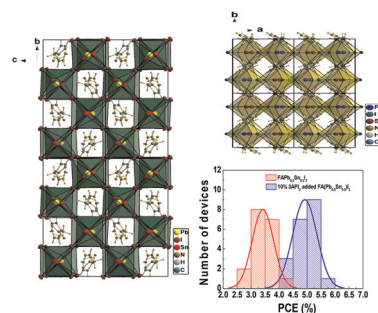 b
c
Pb
I
Sn
N
H
C
b
a
P
I
S
N
H
C
Number of devices
12
10
8
6
4
2
0
FAPb0.5Sn0.5I3
10% 3API2 added FA(Pb0.5Sn0.5)I3
2.0 2.5 3.0 3.5 4.0 4.5 5.0 5.5 6.0 6.5 7.0
PCE (%)